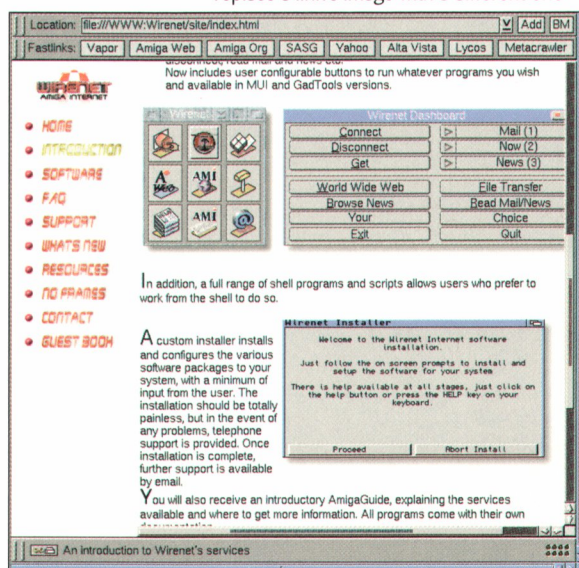 Location: file:///WWW:Wirenet/site/index.html Add BM
Fastlinks: Vapor Amiga Web Amiga Org SASG Yahoo Alta Vista Lycos Metacrawler
Now includes user configurable buttons to run whatever programs you wish
and available in MUI and GadTools versions.
WIRENET
AMIGA INTERNET
HOME
INTRODUCTION
SOFTWARE
FAQ
SUPPORT
WHATS NEW
RESOURCES
NO FRAMES
CONTACT
GUEST BOOK
Wirenet
AMI
AMI
Wirenet Dashboard
Connect Mail (1)
Disconnect Now (2)
Get News (3)
World Wide Web File Transfer
Browse News Read Mail/News
Your Choice
Exit Quit
In addition, a full range of shell programs and scripts allows users who prefer to
work from the shell to do so.
A custom installer installs
and configures the various
software packages to your
system, with a minimum of
input from the user. The
installation should be totally
painless, but in the event of
any problems, telephone
support is provided. Once
installation is complete,
further support is available
by email.
Wirenet Installer
Welcome to the Wirenet Internet software
installation.
Just follow the on screen prompts to install and
setup the software for your system
There is help available at all stages, just click on
the help button or press the HELP key on your
keyboard.
Proceed Abort Install
You will also receive an introductory AmigaGuide, explaining the services
available and where to get more information. All programs come with their own
An introduction to Wirenet's services